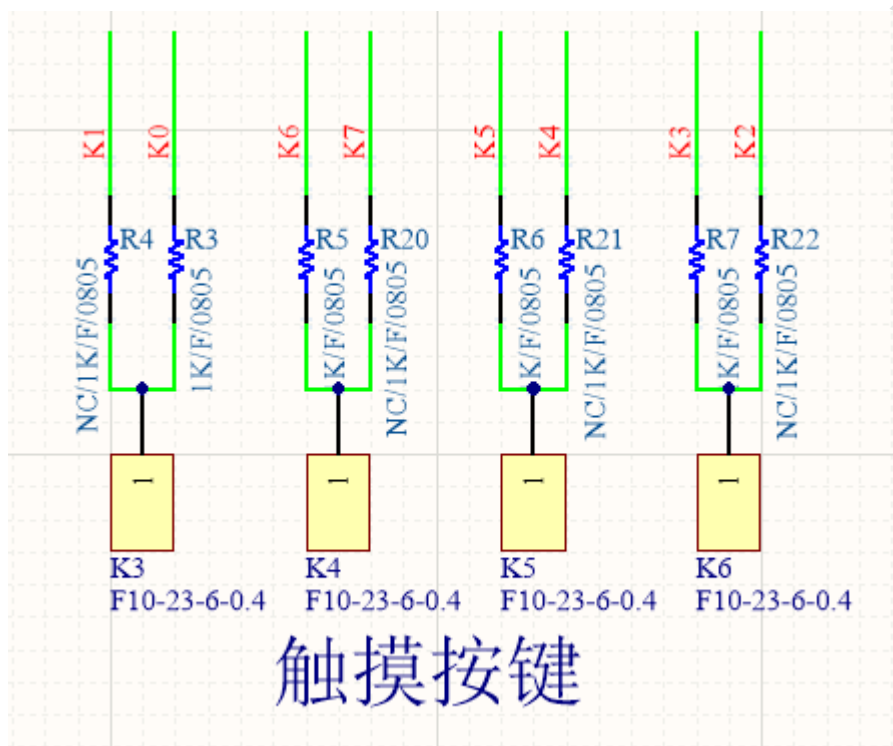 K1
K0
K6
K7
K5
K4
K3
K2
R4
R3
R5
R20
R6
R21
R7
R22
NC/1K/F/0805
1K/F/0805
1K/F/0805
NC/1K/F/0805
1K/F/0805
NC/1K/F/0805
1K/F/0805
NC/1K/F/0805
1
1
1
1
K3
K4
K5
K6
F10-23-6-0.4
F10-23-6-0.4
F10-23-6-0.4
F10-23-6-0.4
触摸按键